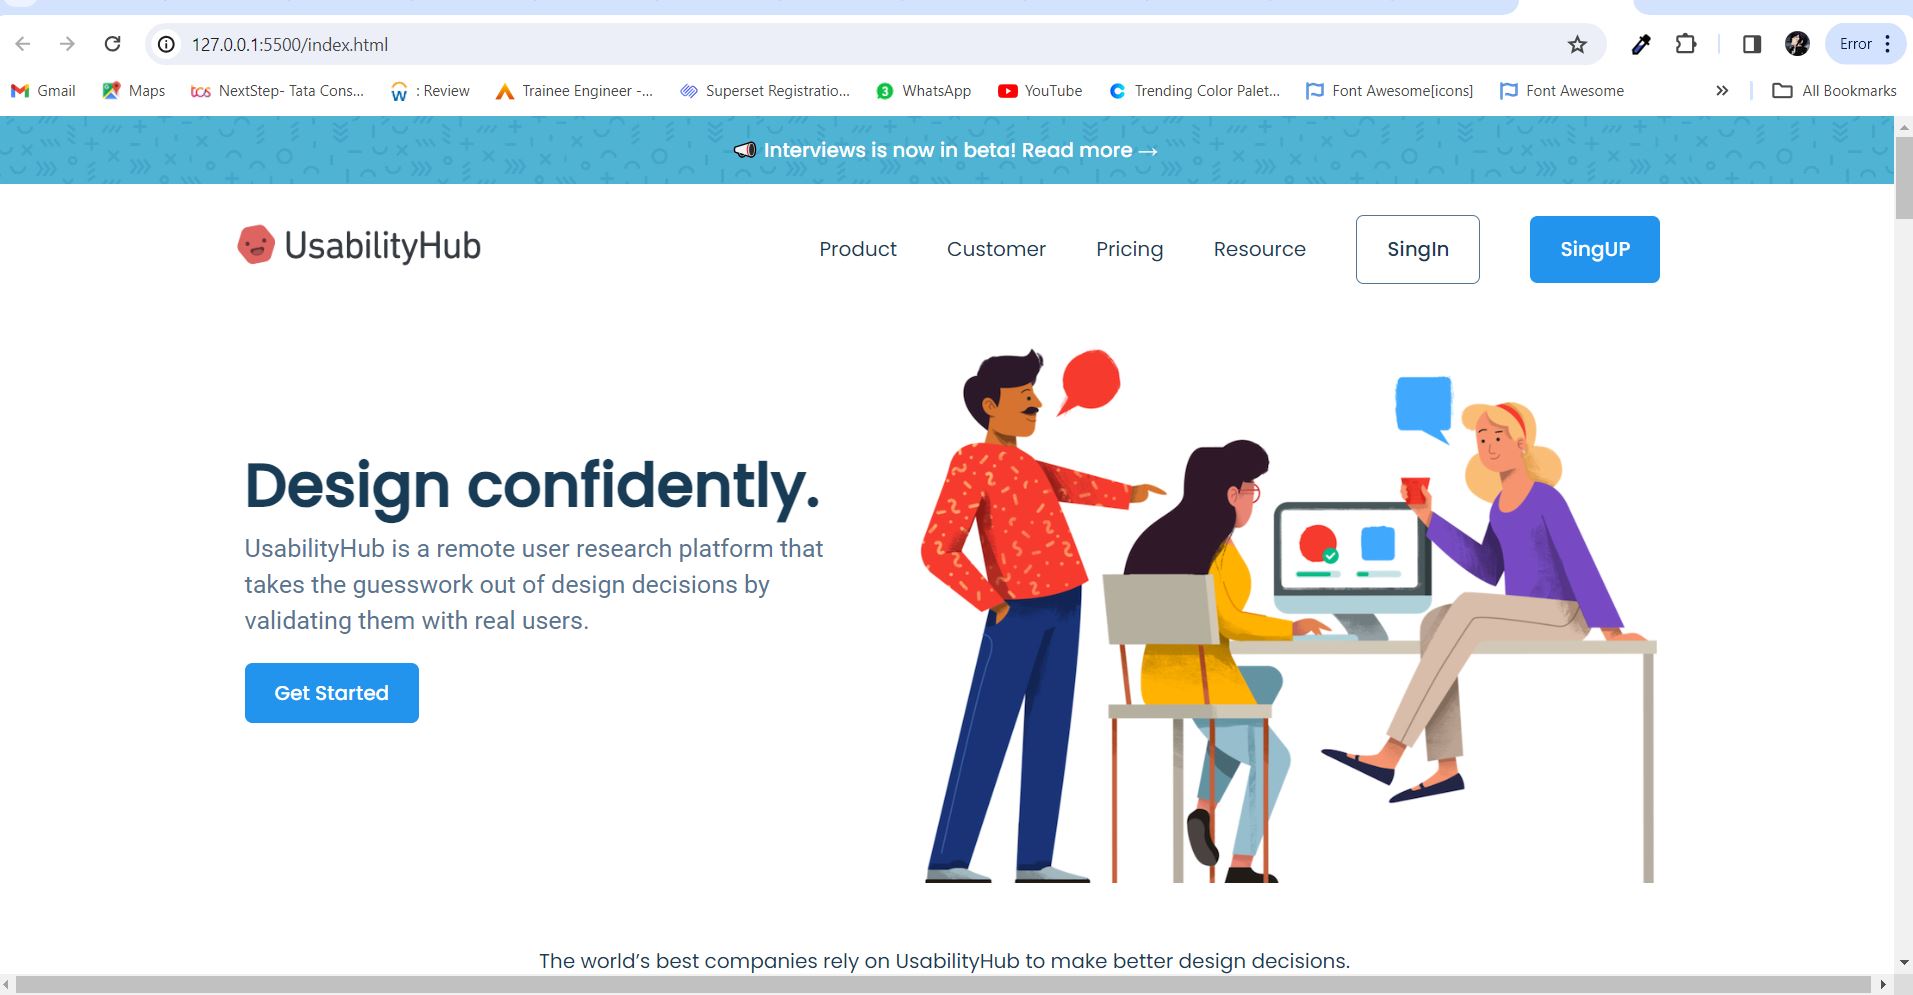 127.0.0.1:5500/index.html
Error
Gmail
Maps
tcs NextStep- Tata Cons...
W : Review
Trainee Engineer -...
Superset Registratio...
3 WhatsApp
YouTube
C Trending Color Palet...
Font Awesome[icons]
Font Awesome
All Bookmarks
Interviews is now in beta! Read more →
UsabilityHub
Product
Customer
Pricing
Resource
SingIn
SingUP
Design confidently.
UsabilityHub is a remote user research platform that
takes the guesswork out of design decisions by
validating them with real users.
Get Started
The world’s best companies rely on UsabilityHub to make better design decisions.